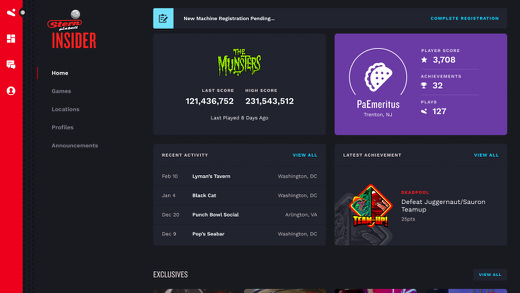 Stern
pinball
INSIDER
Home
Games
Locations
Profiles
Announcements
New Machine Registration Pending...
COMPLETE REGISTRATION
THE
MUNSTERS
LAST SCORE
HIGH SCORE
121,436,752
231,543,512
Last Played 8 Days Ago
PaEmeritus
Trenton, NJ
PLAYER SCORE
3,708
ACHIEVEMENTS
32
PLAYS
127
RECENT ACTIVITY
VIEW ALL
Feb 10
Lyman's Tavern
Washington, DC
Jan 4
Black Cat
Washington, DC
Dec 20
Punch Bowl Social
Arlington, VA
Dec 9
Pop's Seabar
Washington, DC
LATEST ACHIEVEMENT
VIEW ALL
TEAM-UP!
DEADPOOL
Defeat Juggernaut/Sauron
Teamup
25pts
EXCLUSIVES
VIEW ALL